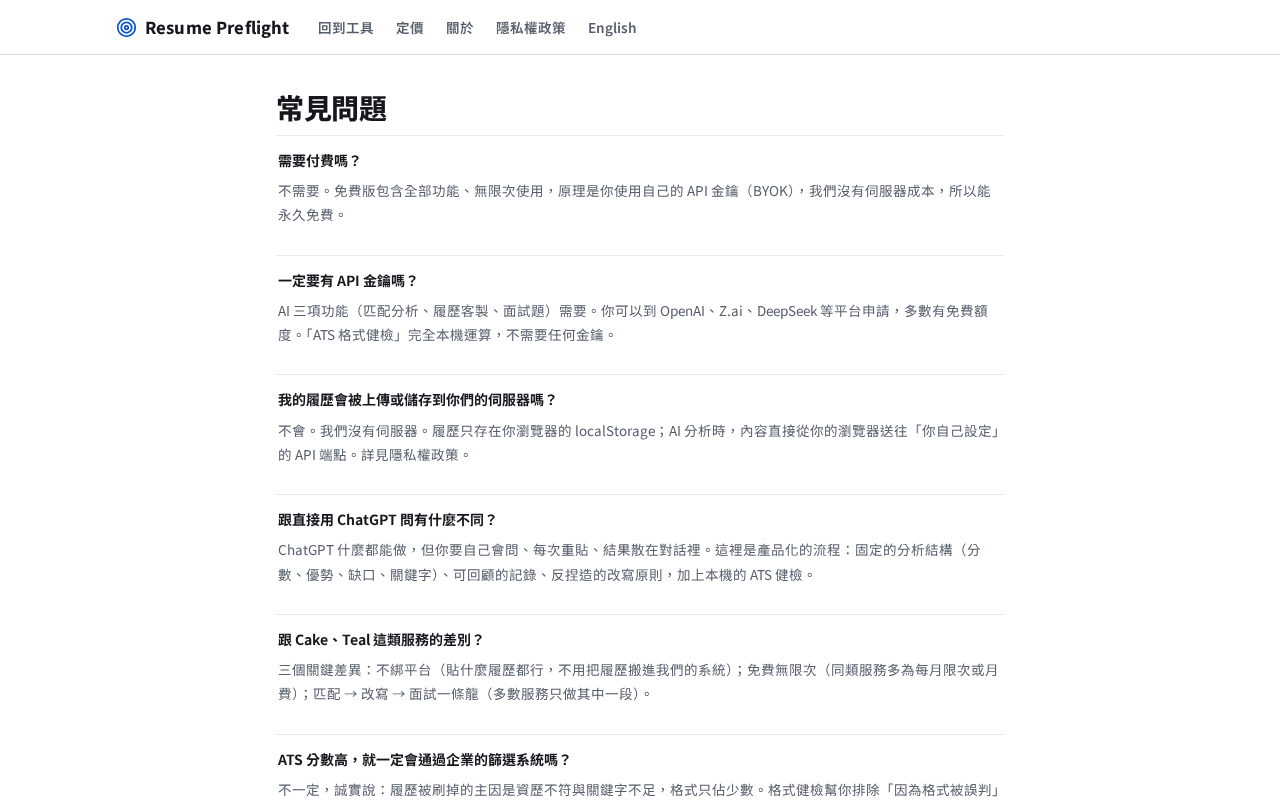 Resume Preflight
回到工具
定價
關於
隱私權政策
English
常見問題
需要付費嗎？
不需要。免費版包含全部功能、無限次使用，原理是你使用自己的 API 金鑰（BYOK），我們沒有伺服器成本，所以能
永久免費。
一定要有 API 金鑰嗎？
AI 三項功能（匹配分析、履歷客製、面試題）需要。你可以到 OpenAI、Z.ai、DeepSeek 等平台申請，多數有免費額
度。「ATS 格式健檢」完全本機運算，不需要任何金鑰。
我的履歷會被上傳或儲存到你們的伺服器嗎？
不會。我們沒有伺服器。履歷只存在你瀏覽器的 localStorage；AI 分析時，內容直接從你的瀏覽器送往「你自己設定」
的 API 端點。詳見隱私權政策。
跟直接用 ChatGPT 問有什麼不同？
ChatGPT 什麼都能做，但你要自己會問、每次重貼、結果散在對話裡。這裡是產品化的流程：固定的分析結構（分
數、優勢、缺口、關鍵字）、可回顧的記錄、反捏造的改寫原則，加上本機的 ATS 健檢。
跟 Cake、Teal 這類服務的差別？
三個關鍵差異：不綁平台（貼什麼履歷都行，不用把履歷搬進我們的系統）；免費無限次（同類服務多為每月限次或月
費）；匹配 → 改寫 → 面試一條龍（多數服務只做其中一段）。
ATS 分數高，就一定會通過企業的篩選系統嗎？
不一定，誠實說：履歷被刷掉的主因是資歷不符與關鍵字不足，格式只佔少數。格式健檢幫你排除「因為格式被誤判」